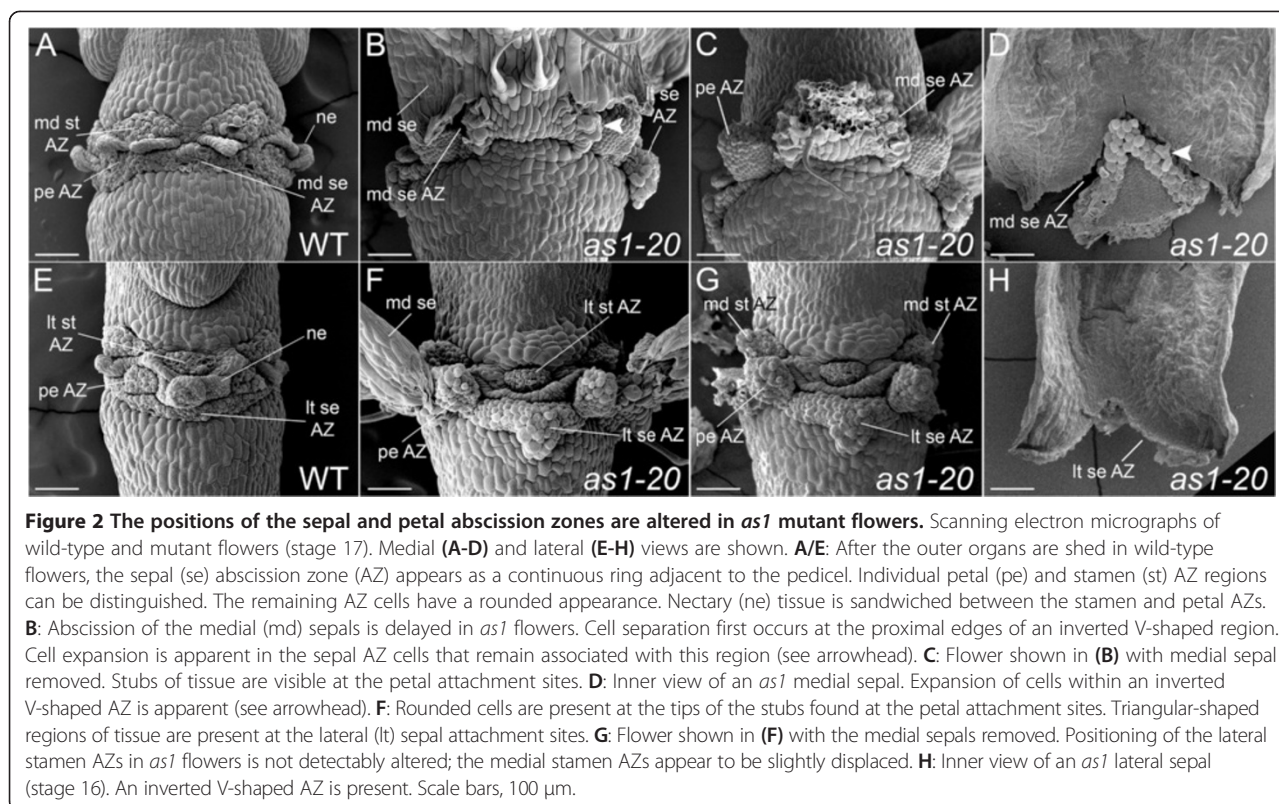 A
md st
AZ
pe AZ
ne
md se
AZ
WT
B
md se
md se AZ
lt se
AZ
as1-20
C
pe AZ
md se AZ
as1-20
D
md se AZ
as1-20
E
lt st
AZ
pe AZ
ne
lt se
AZ
WT
F
md se
lt st AZ
pe AZ
lt se AZ
as1-20
G
md st AZ
md st AZ
pe AZ
lt se AZ
as1-20
H
lt se AZ
as1-20
Figure 2 The positions of the sepal and petal abscission zones are altered in as1 mutant flowers. Scanning electron micrographs of
wild-type and mutant flowers (stage 17). Medial (A-D) and lateral (E-H) views are shown. A/E: After the outer organs are shed in wild-type
flowers, the sepal (se) abscission zone (AZ) appears as a continuous ring adjacent to the pedicel. Individual petal (pe) and stamen (st) AZ regions
can be distinguished. The remaining AZ cells have a rounded appearance. Nectary (ne) tissue is sandwiched between the stamen and petal AZs.
B: Abscission of the medial (md) sepals is delayed in as1 flowers. Cell separation first occurs at the proximal edges of an inverted V-shaped region.
Cell expansion is apparent in the sepal AZ cells that remain associated with this region (see arrowhead). C: Flower shown in (B) with medial sepal
removed. Stubs of tissue are visible at the petal attachment sites. D: Inner view of an as1 medial sepal. Expansion of cells within an inverted
V-shaped AZ is apparent (see arrowhead). F: Rounded cells are present at the tips of the stubs found at the petal attachment sites. Triangular-shaped
regions of tissue are present at the lateral (lt) sepal attachment sites. G: Flower shown in (F) with the medial sepals removed. Positioning of the lateral
stamen AZs in as1 flowers is not detectably altered; the medial stamen AZs appear to be slightly displaced. H: Inner view of an as1 lateral sepal
(stage 16). An inverted V-shaped AZ is present. Scale bars, 100 μm.